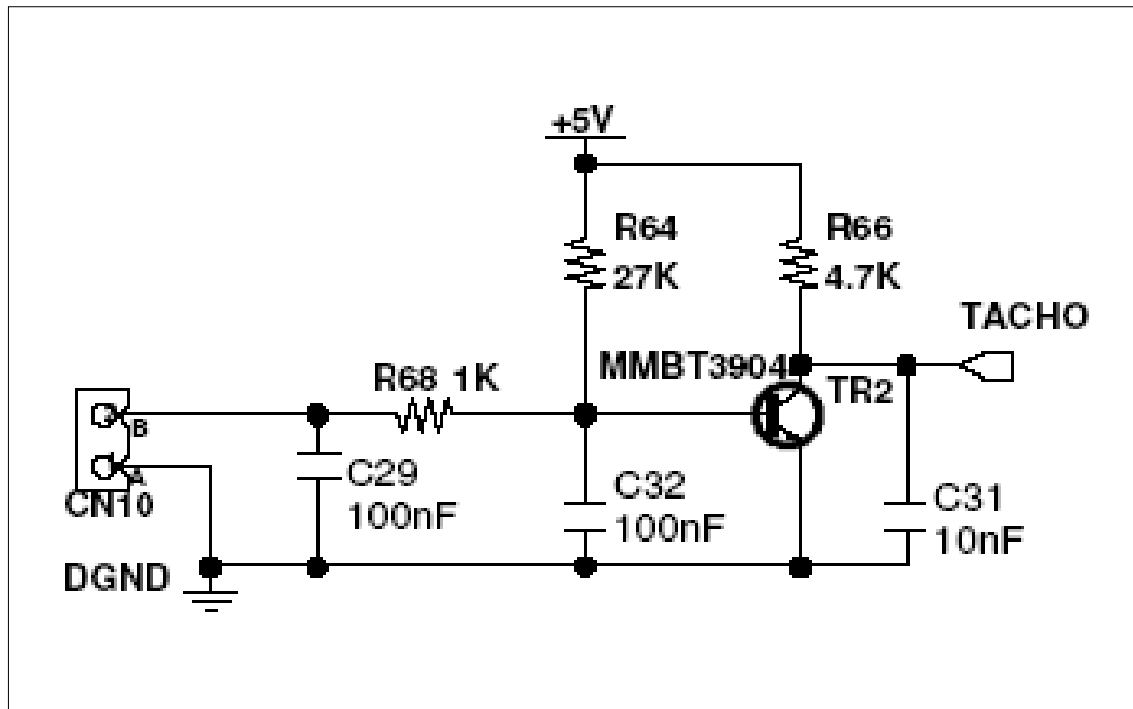 +5V
R64
27K
R66
4.7K
TACHO
MMBT3904
TR2
R68 1K
B
A
CN10
C29
100nF
C32
100nF
C31
10nF
DGND